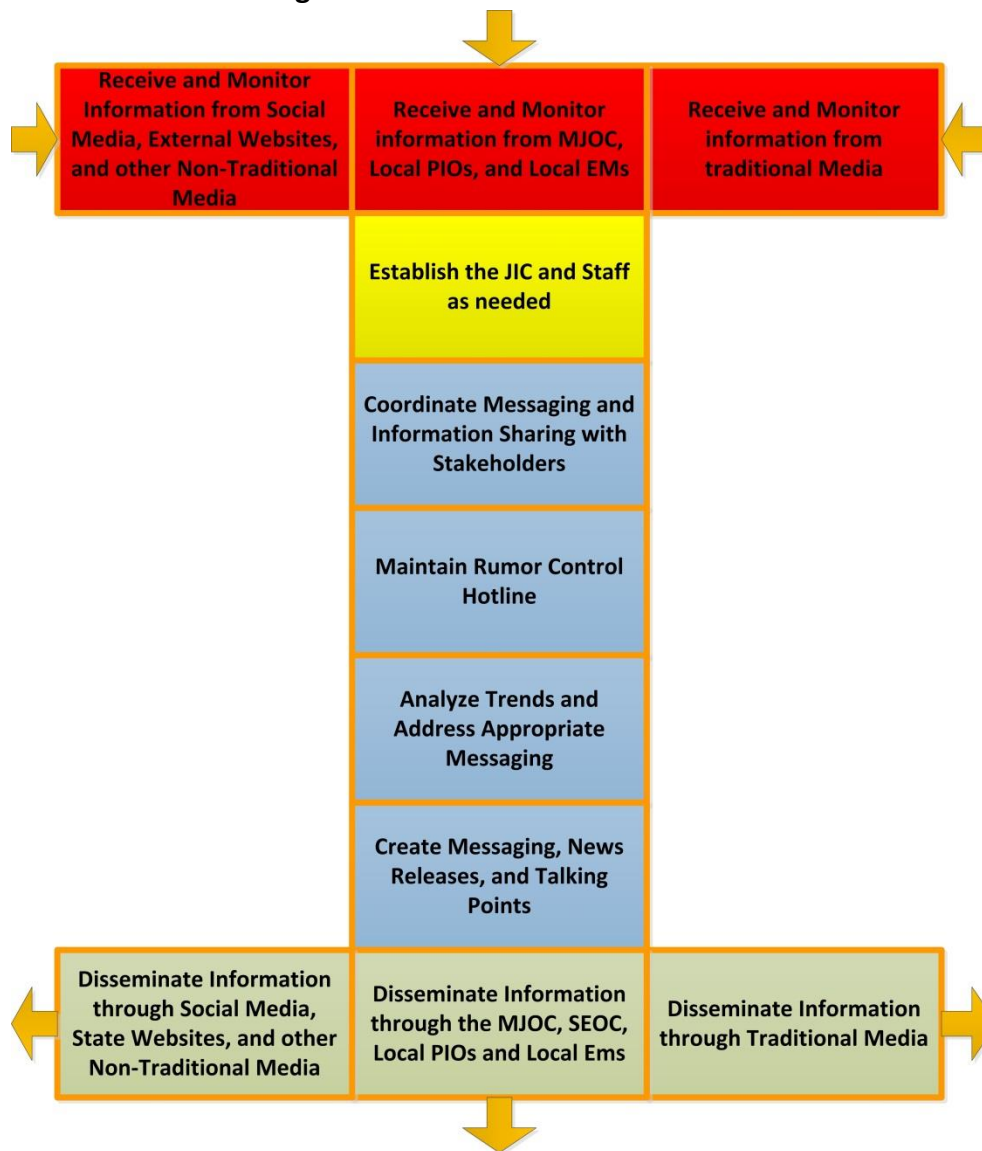 Receive and Monitor
Information from Social
Media, External Websites,
and other Non-Traditional
Media
Receive and Monitor
information from MJOC,
Local PIOs, and Local EMs
Receive and Monitor
information from
traditional Media
Establish the JIC and Staff
as needed
Coordinate Messaging and
Information Sharing with
Stakeholders
Maintain Rumor Control
Hotline
Analyze Trends and
Address Appropriate
Messaging
Create Messaging, News
Releases, and Talking
Points
Disseminate Information
through Social Media,
State Websites, and other
Non-Traditional Media
Disseminate Information
through the MJOC, SEOC,
Local PIOs and Local Ems
Disseminate Information
through Traditional Media